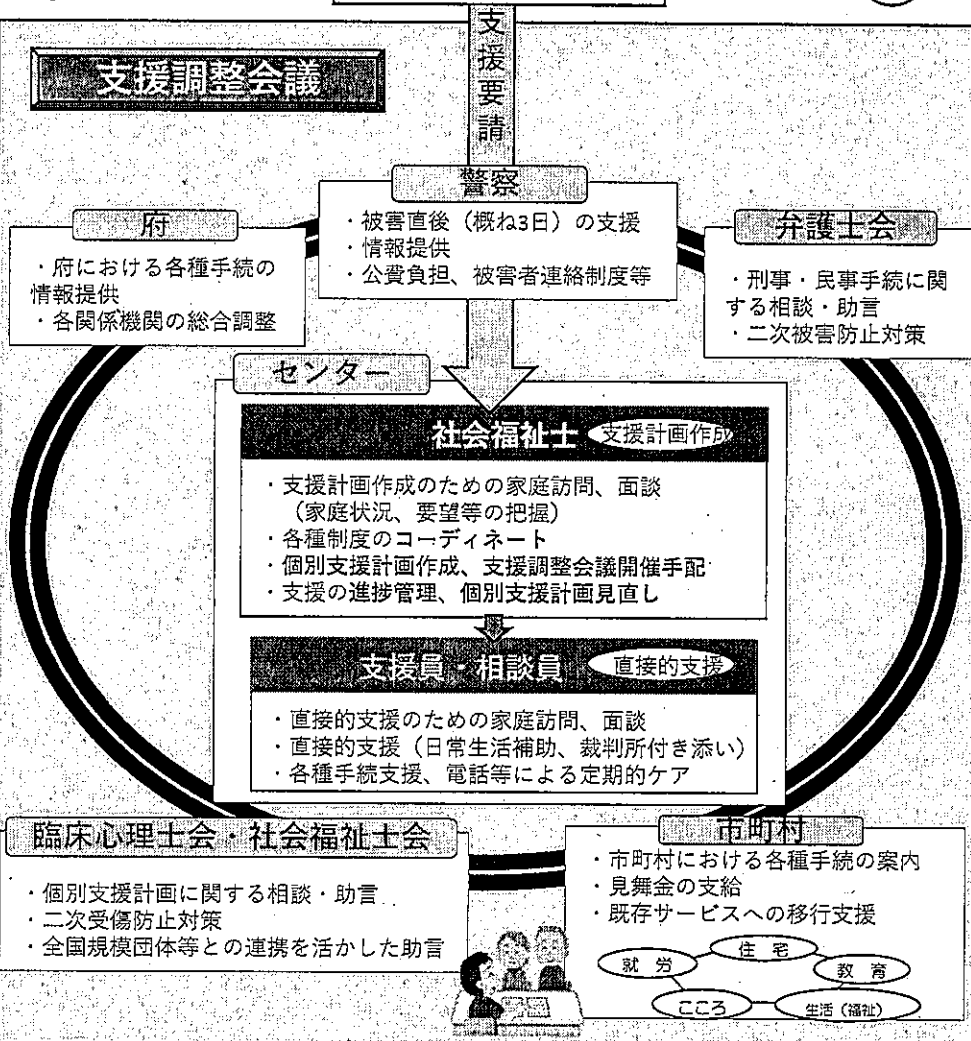 支援要請
支援調整会議
警察
・被害直後（概ね3日）の支援
・情報提供
・公費負担、被害者連絡制度等
府
・府における各種手続の
情報提供
・各関係機関の総合調整
弁護士会
・刑事・民事手続に関
する相談・助言
・二次被害防止対策
センター
社会福祉士 支援計画作成
・支援計画作成のための家庭訪問、面談
（家庭状況、要望等の把握）
・各種制度のコーディネート
・個別支援計画作成、支援調整会議開催手配
・支援の進捗管理、個別支援計画見直し
支援員・相談員 直接的支援
・直接的支援のための家庭訪問、面談
・直接的支援（日常生活補助、裁判所付き添い）
・各種手続支援、電話等による定期的ケア
臨床心理士会・社会福祉士会
・個別支援計画に関する相談・助言
・二次受傷防止対策
・全国規模団体等との連携を活かした助言
市町村
・市町村における各種手続の案内
・見舞金の支給
・既存サービスへの移行支援
就 労
住 宅
教 育
こころ
生活（福祉）